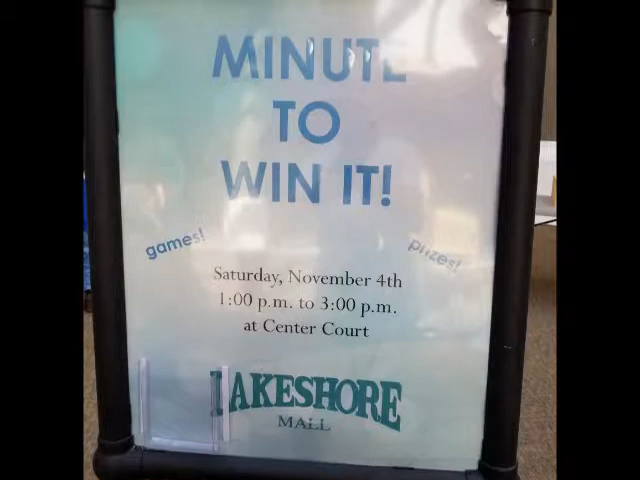 MINUTE
TO
WIN IT!
games!
prizes!
Saturday, November 4th
1:00 p.m. to 3:00 p.m.
at Center Court
LAKESHORE
MALL